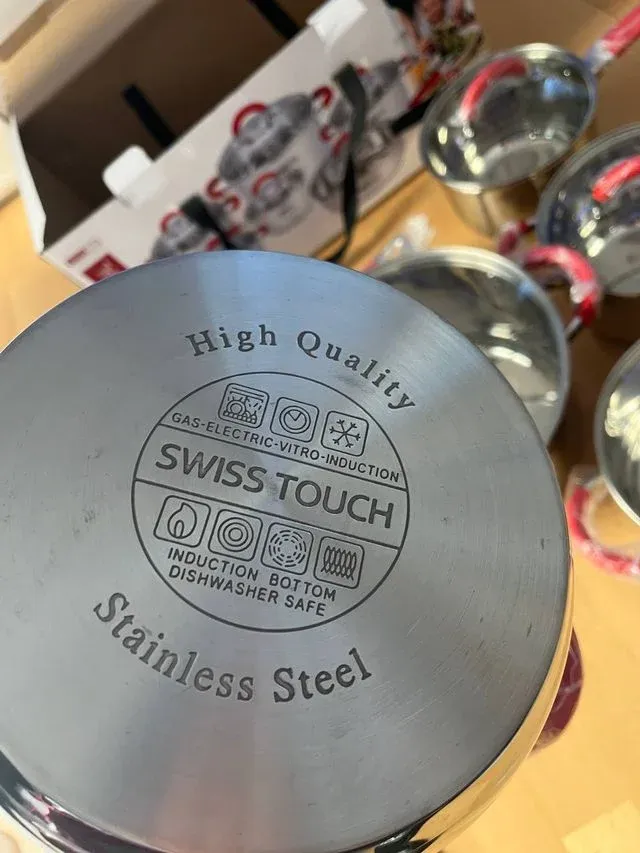 High Quality
GAS-ELECTRIC-VITRO-INDUCTION
SWISS TOUCH
INDUCTION BOTTOM
DISHWASHER SAFE
Stainless Steel